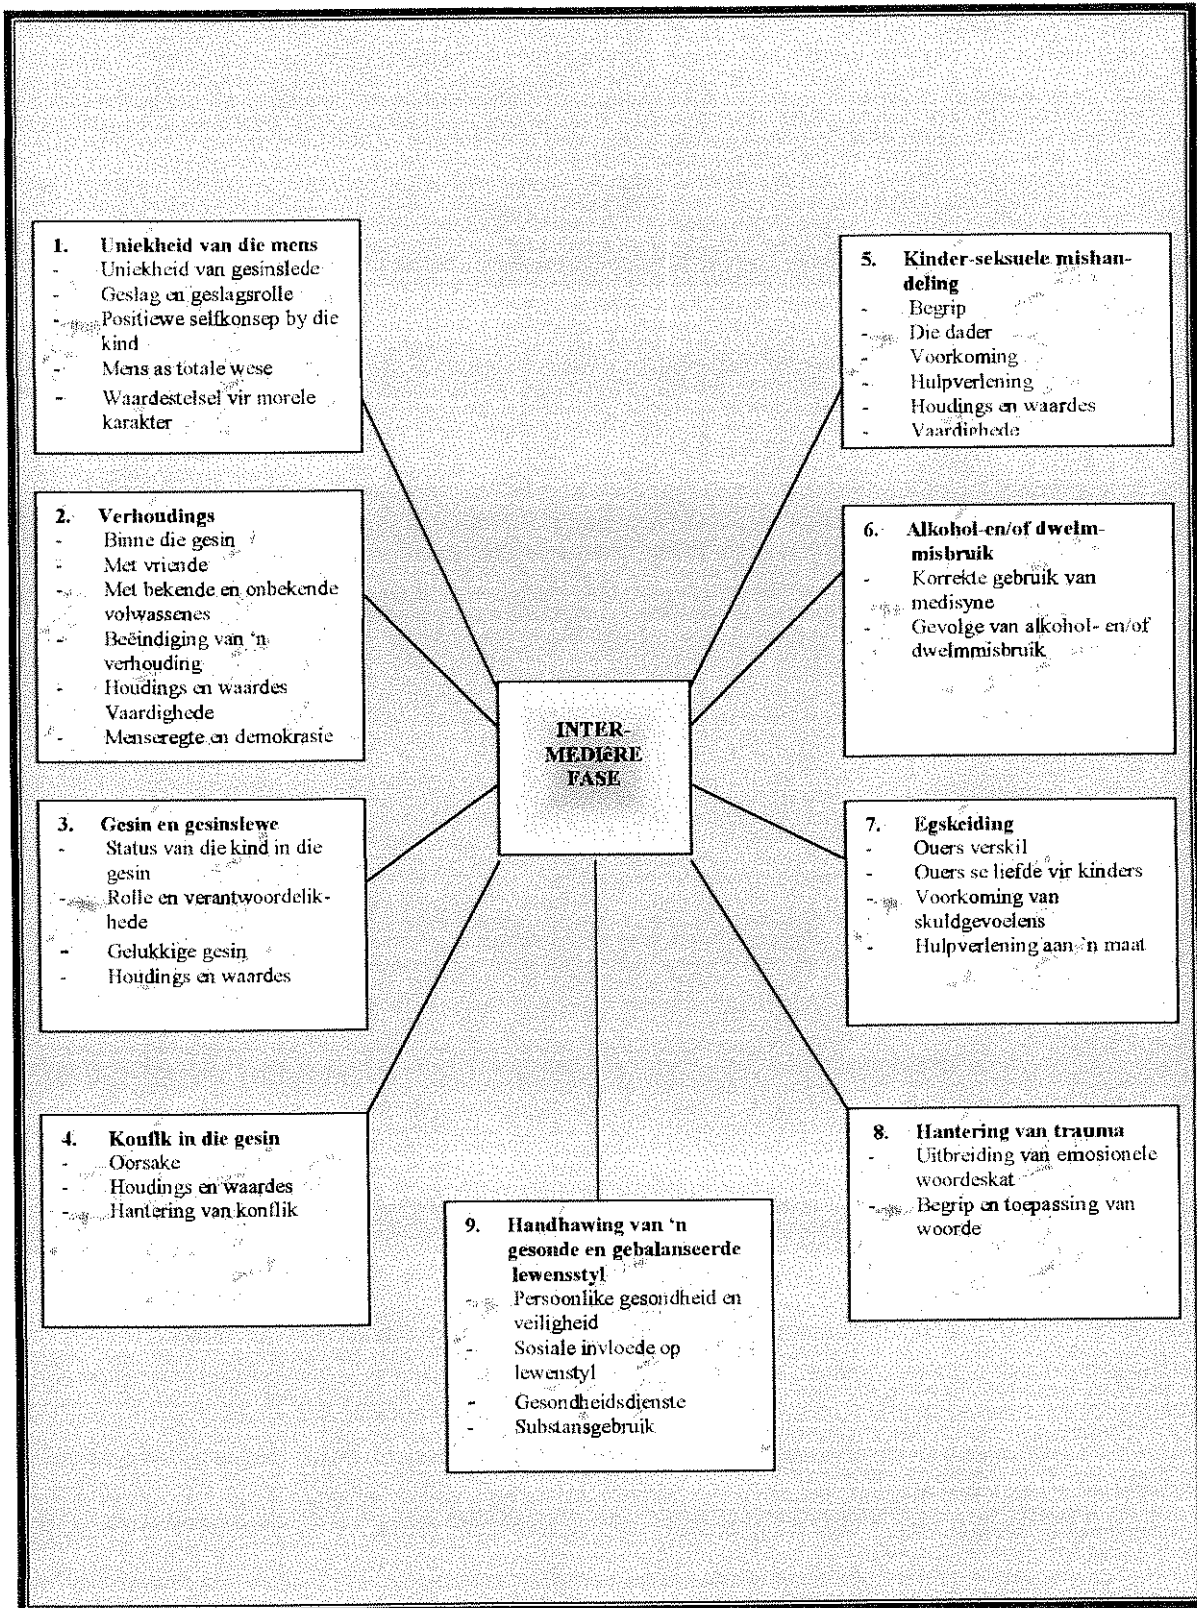 1. Uniekheid van die mens
- Uniekheid van gesinslede
- Geslag en geslagsrolle
- Positiewe selfkonsep by die
kind
- Mens as totale wese
- Waardestelsel vir morele
karakter
2. Verhoudings
- Binne die gesin
- Met vriende
- Met bekende en onbekende
volwassenes
- Beëindiging van ‘n
verhouding
- Houdings en waardes
Vaardighede
- Menseregte en demokrasie
3. Gesin en gesinslewe
- Status van die kind in die
gesin
- Rolle en verantwoordelik-
hede
- Gelukkige gesin
- Houdings en waardes
4. Konflik in die gesin
- Oorsake
- Houdings en waardes
- Hantering van konflik
INTER-
MEDIêRE
FASE
5. Kinder-seksuele mishan-
deling
- Begrip
- Die dader
- Voorkoming
- Hulpverlening
- Houdings en waardes
- Vaardighede
6. Alkohol-en/of dwelm-
misbruik
- Korrekte gebruik van
medisyne
- Gevolge van alkohol- en/of
dwelmmisbruik
7. Egskeiding
- Ouers verskil
- Ouers se liefde vir kinders
- Voorkoming van
skuldgevoelens
- Hulpverlening aan ‘n maat
8. Hantering van trauma
- Uitbreiding van emosionele
woordeskat
- Begrip en toepassing van
woorde
9. Handhawing van ‘n
gesonde en gebalanseerde
lewensstyl
- Persoonlike gesondheid en
veiligheid
- Sosiale invloede op
lewenstyl
- Gesondheidsdienste
- Substansgebruik